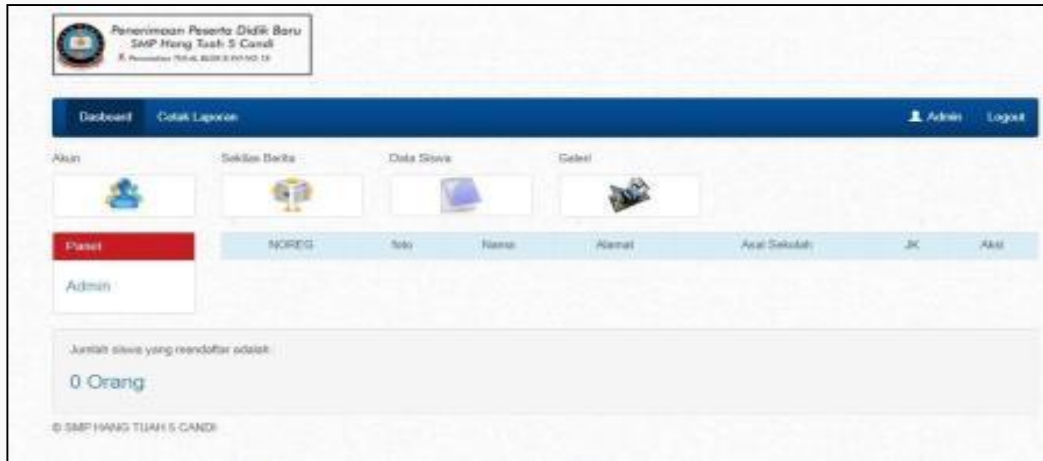 Penerimaan Peserta Didik Baru
SMP Hang Tuah 5 Candi
Dasboard Cetak Laporan Admin Logout
Akun Sekilas Berita Data Siswa Galeri
Panel NOREG foto Nama Alamat Asal Sekolah JK Aksi
Admin
Jumlah siswa yang mendaftar adalah
0 Orang
© SMP HANG TUAH 5 CANDI